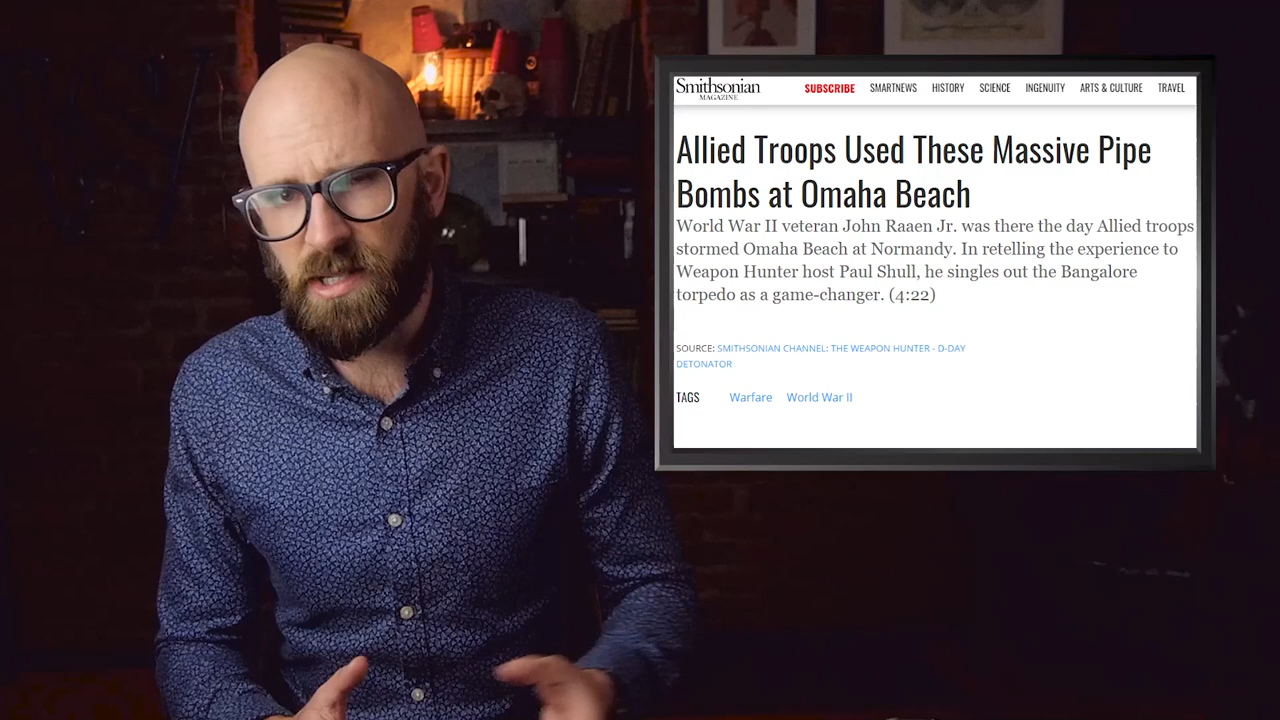 Smithsonian
MAGAZINE
SUBSCRIBE SMARTNEWS HISTORY SCIENCE INGENUITY ARTS & CULTURE TRAVEL
Allied Troops Used These Massive Pipe
Bombs at Omaha Beach
World War II veteran John Raaen Jr. was there the day Allied troops
stormed Omaha Beach at Normandy. In retelling the experience to
Weapon Hunter host Paul Shull, he singles out the Bangalore
torpedo as a game-changer. (4:22)
SOURCE: SMITHSONIAN CHANNEL: THE WEAPON HUNTER - D-DAY
DETONATOR
TAGS Warfare World War II